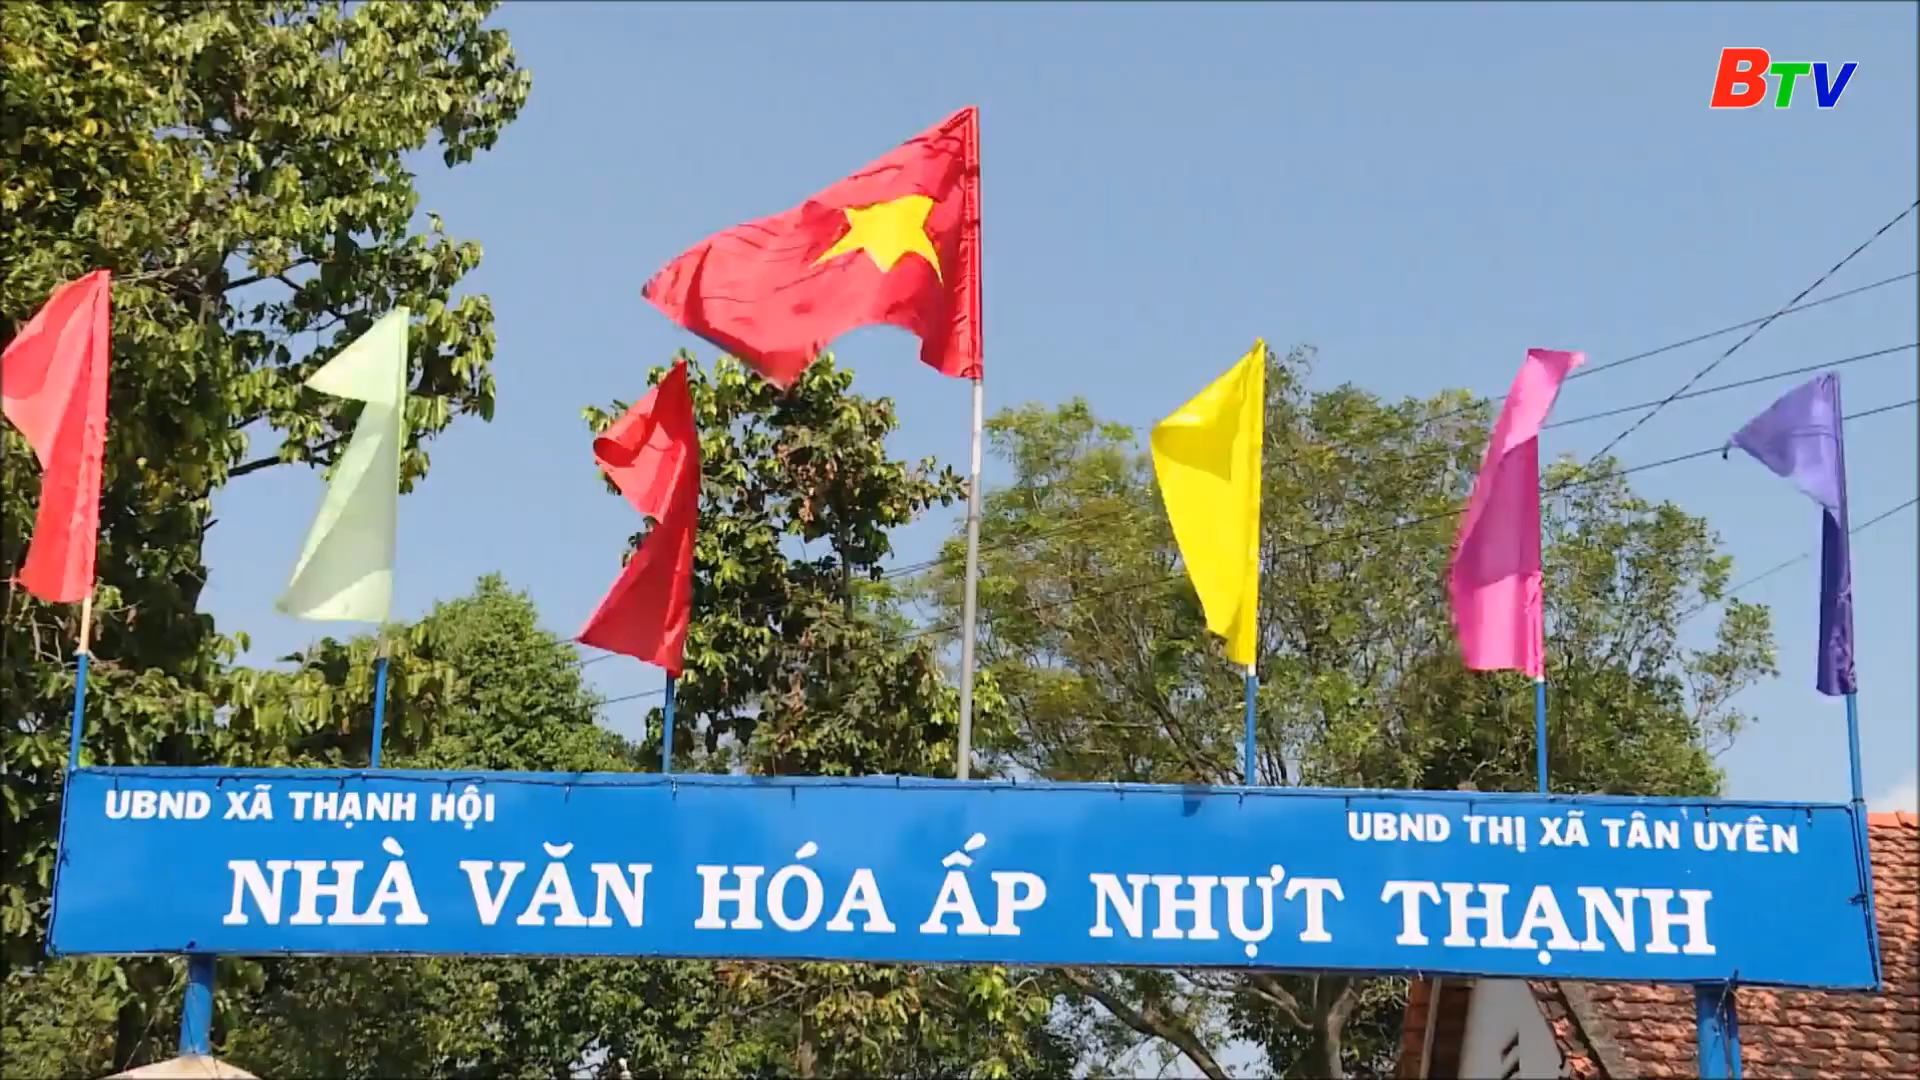 BTV
UBND XÃ THẠNH HỘI
UBND THỊ XÃ TÂN UYÊN
NHÀ VĂN HÓA ẤP NHỰT THẠNH